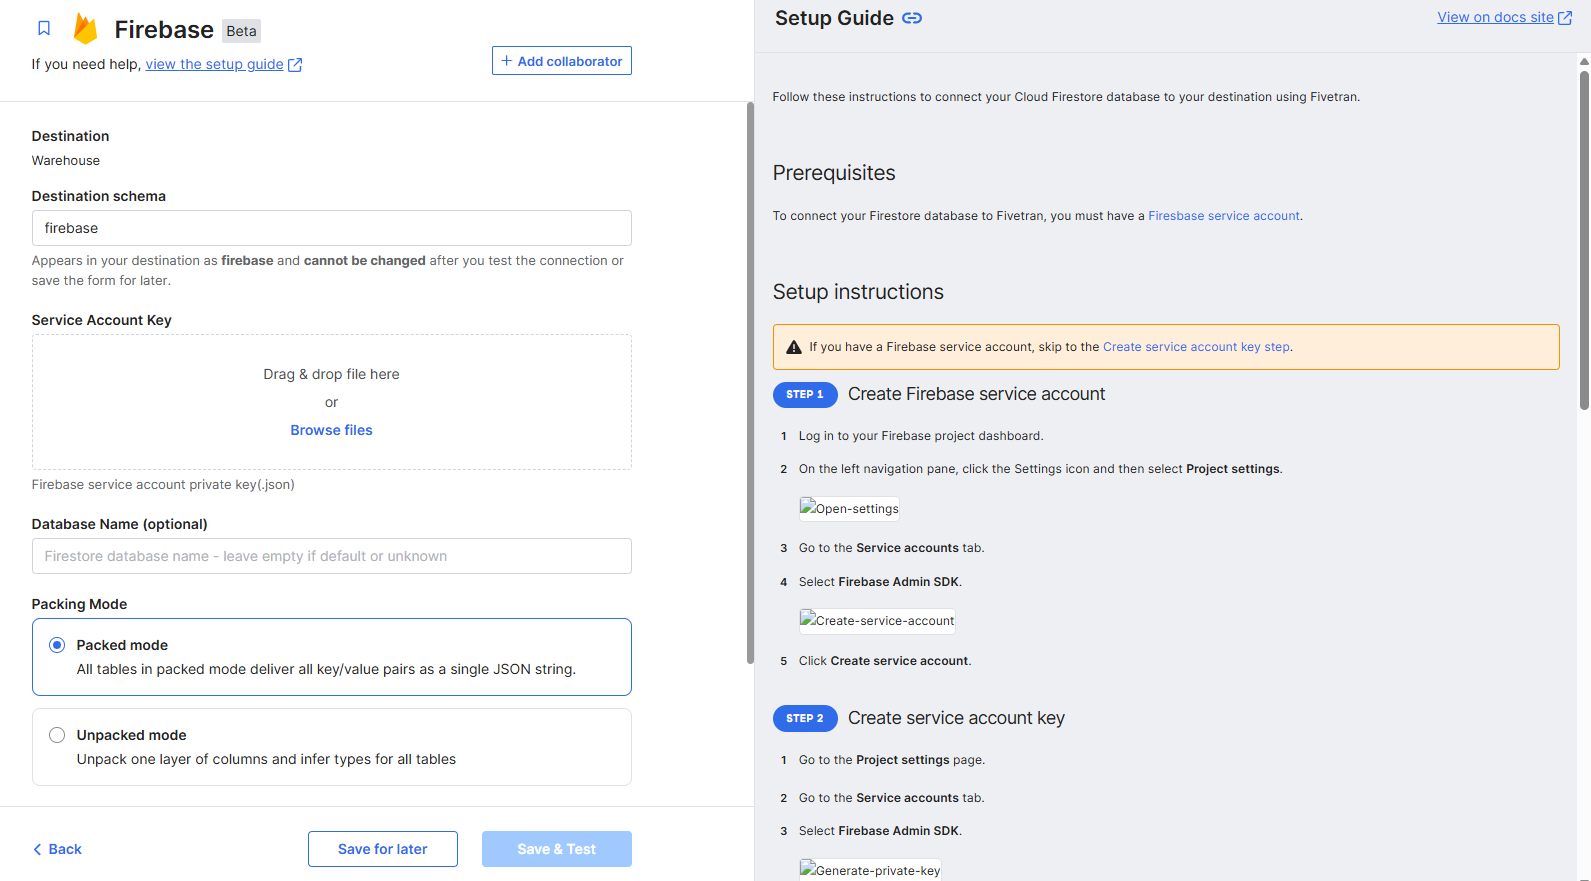 Firebase Beta
If you need help, view the setup guide
+ Add collaborator
Destination
Warehouse
Destination schema
firebase
Appears in your destination as firebase and cannot be changed after you test the connection or
save the form for later.
Service Account Key
Drag & drop file here
or
Browse files
Firebase service account private key(.json)
Database Name (optional)
Firestore database name - leave empty if default or unknown
Packing Mode
Packed mode
All tables in packed mode deliver all key/value pairs as a single JSON string.
Unpacked mode
Unpack one layer of columns and infer types for all tables
Back
Save for later
Save & Test
Setup Guide
View on docs site
Follow these instructions to connect your Cloud Firestore database to your destination using Fivetran.
Prerequisites
To connect your Firestore database to Fivetran, you must have a Firesbase service account.
Setup instructions
If you have a Firebase service account, skip to the Create service account key step.
STEP 1 Create Firebase service account
1 Log in to your Firebase project dashboard.
2 On the left navigation pane, click the Settings icon and then select Project settings.
Open-settings
3 Go to the Service accounts tab.
4 Select Firebase Admin SDK.
Create-service-account
5 Click Create service account.
STEP 2 Create service account key
1 Go to the Project settings page.
2 Go to the Service accounts tab.
3 Select Firebase Admin SDK.
Generate-private-key